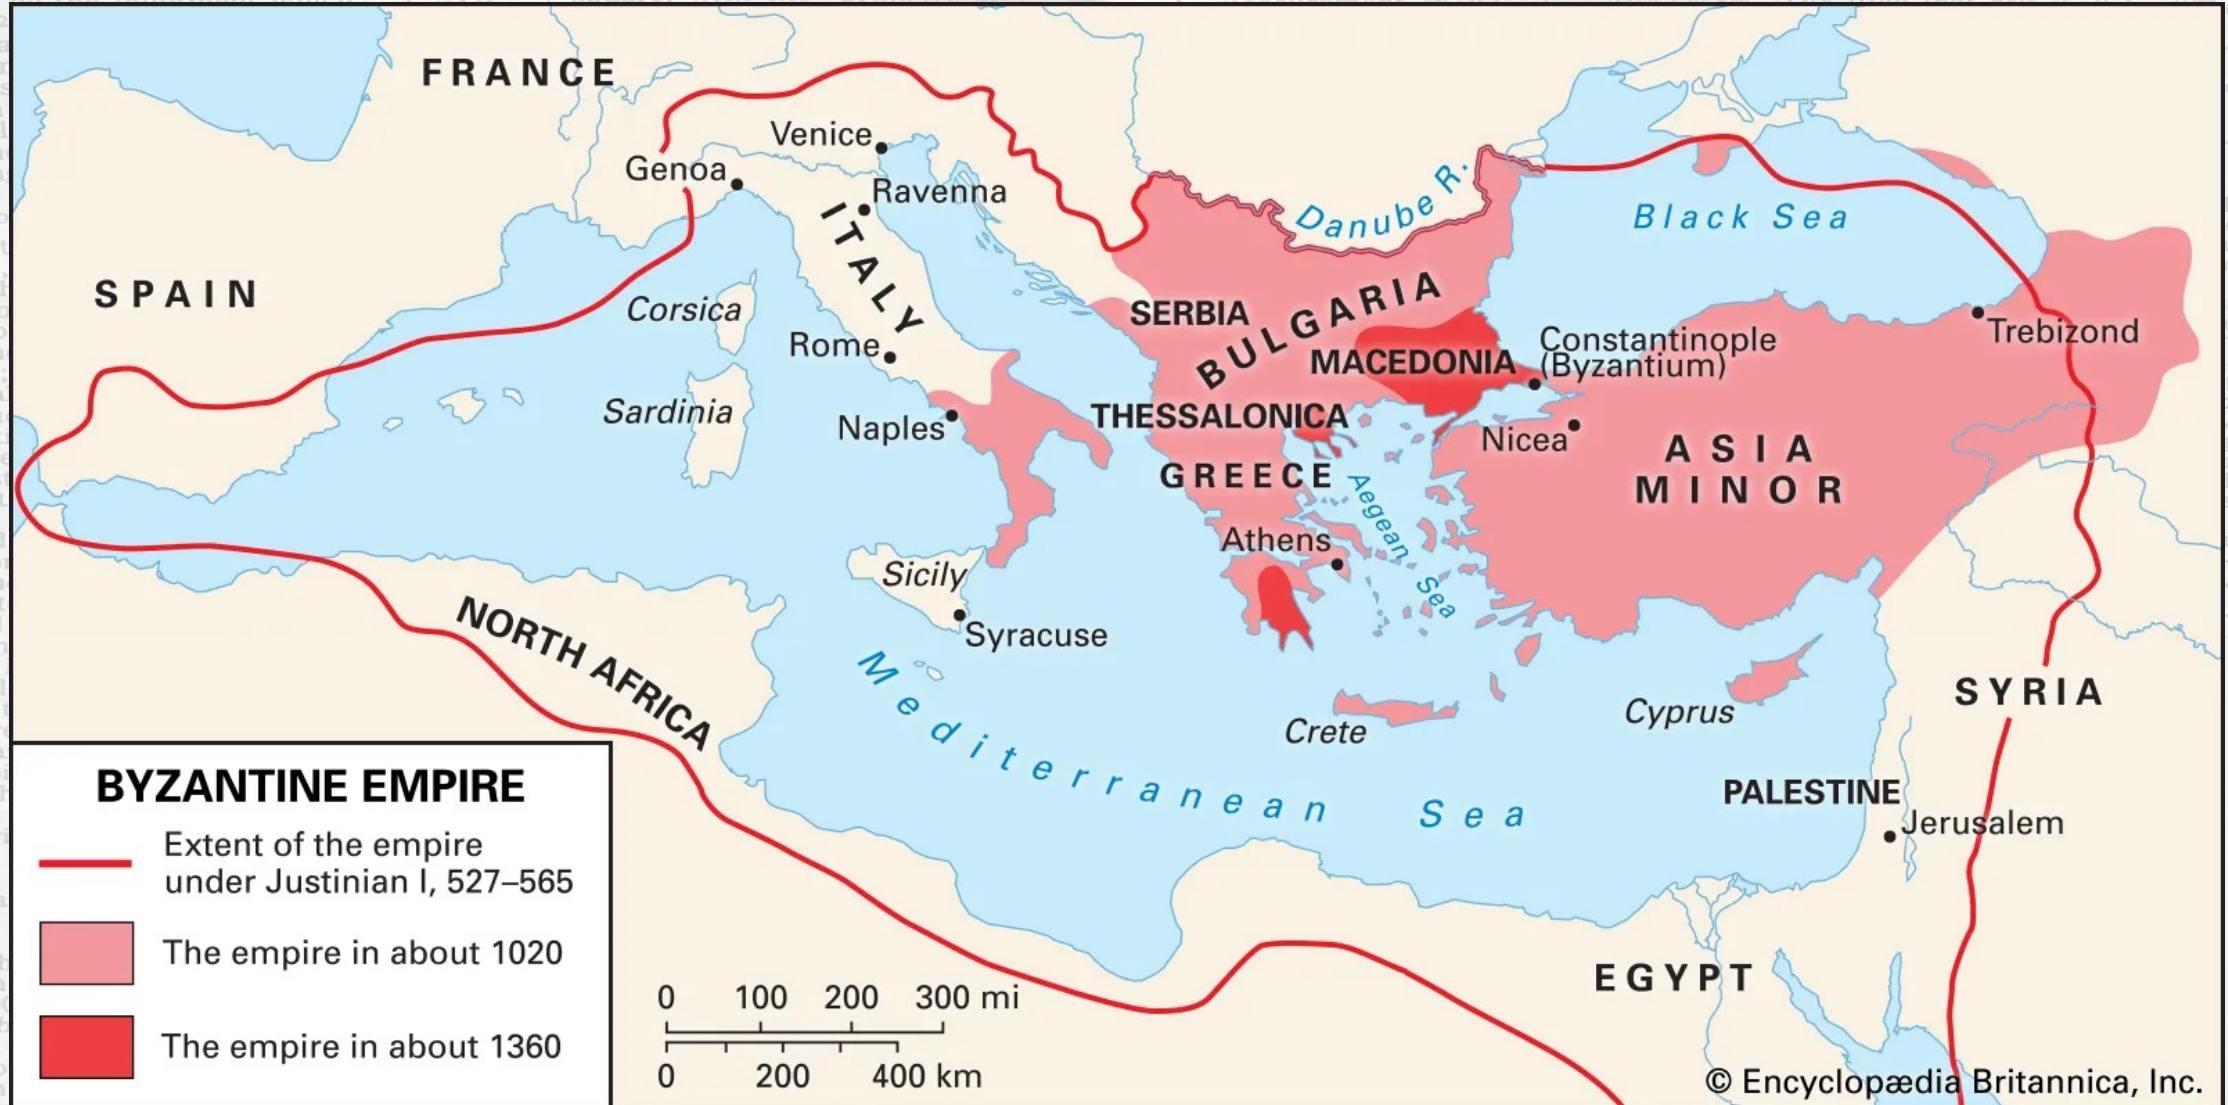 FRANCE
Venice
Genoa
Ravenna
ITALY
Danube R.
Black Sea
SPAIN
Corsica
SERBIA
BULGARIA
Rome
MACEDONIA
Constantinople
(Byzantium)
Trebizond
Sardinia
Naples
THESSALONICA
Nicea
ASIA
MINOR
GREECE
Aegean Sea
Athens
Sicily
Syracuse
NORTH AFRICA
Mediterranean Sea
Crete
Cyprus
SYRIA
PALESTINE
Jerusalem
EGYPT
BYZANTINE EMPIRE
Extent of the empire
under Justinian I, 527–565
The empire in about 1020
The empire in about 1360
0 100 200 300 mi
0 200 400 km
© Encyclopædia Britannica, Inc.